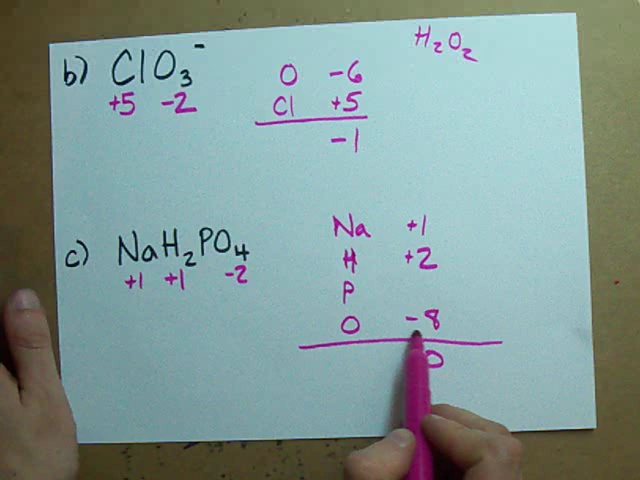 H₂O₂
b) ClO₃⁻
+5 -2
O -6
Cl +5
-1
c) NaH₂PO₄
+1 +1 -2
Na +1
H +2
P
O -8
0